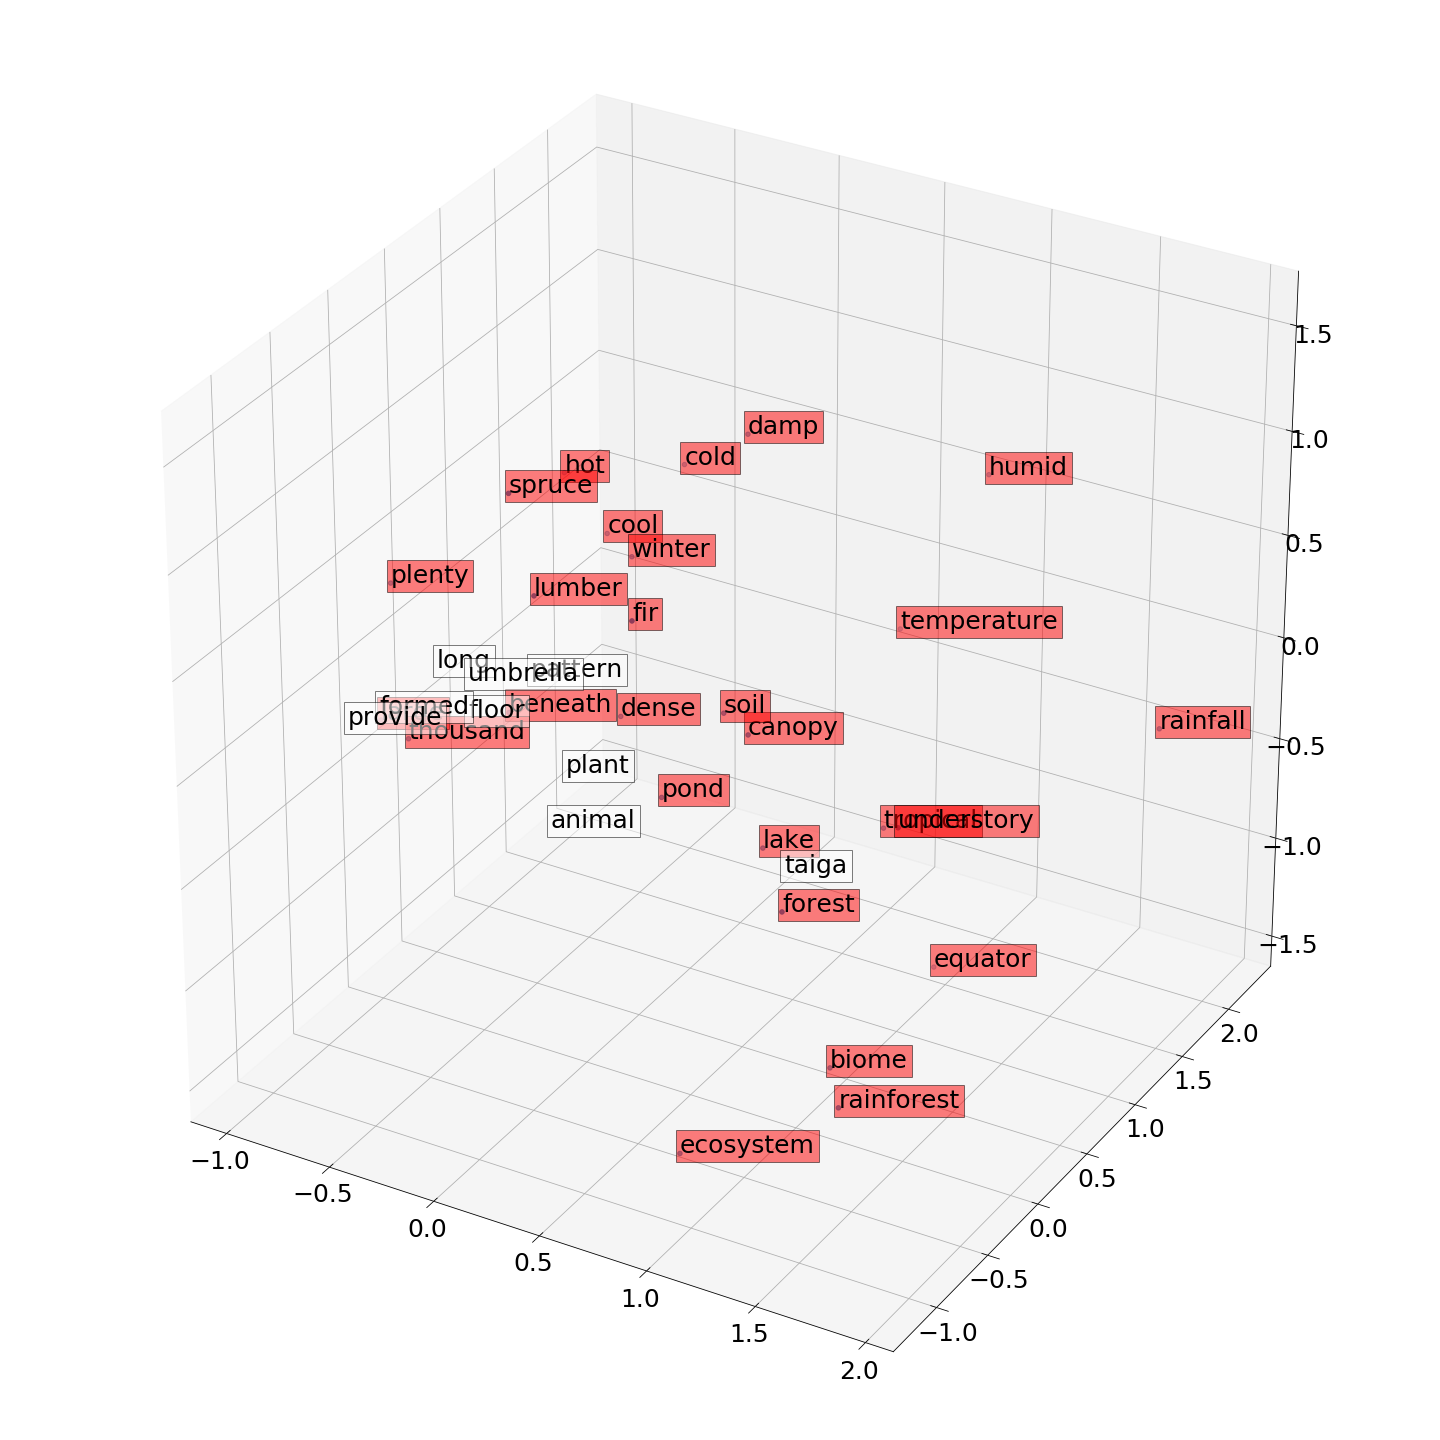 damp
cold
humid
hot
spruce
cool
winter
plenty
lumber
fir
temperature
long
umbrella
pattern
formed
provide
floor
beneath
thousand
dense
soil
canopy
rainfall
plant
pond
animal
tropical
understory
lake
taiga
forest
equator
biome
rainforest
ecosystem
1.5
1.0
0.5
0.0
−0.5
−1.0
−1.5
2.0
1.5
1.0
0.5
0.0
−0.5
−1.0
−1.0
−0.5
0.0
0.5
1.0
1.5
2.0